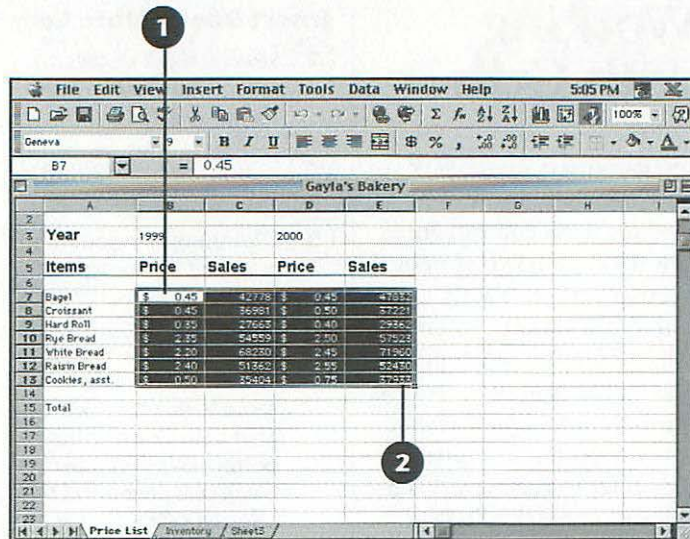 1
File Edit View Insert Format Tools Data Window Help 5:05 PM
100%
Geneva 9 B I U $ % ,
B7 = 0.45
Gayla's Bakery
A B C D E F G H I
2
3 Year 1999 2000
4
5 Items Price Sales Price Sales
6
7 Bagel $ 0.45 42778 $ 0.45
8 Croissant $ 0.45 36981 $ 0.50 37221
9 Hard Roll $ 0.35 27663 $ 0.40 29362
10 Rye Bread $ 2.35 54559 $ 2.50 57523
11 White Bread $ 2.20 68230 $ 2.45 71960
12 Raisin Bread $ 2.40 51362 $ 2.55 52430
13 Cookies, asst. $ 0.50 35404 $ 0.75 37933
14
15 Total
16
17
18
19
20
21
22
23
2
Price List Inventory Sheet3